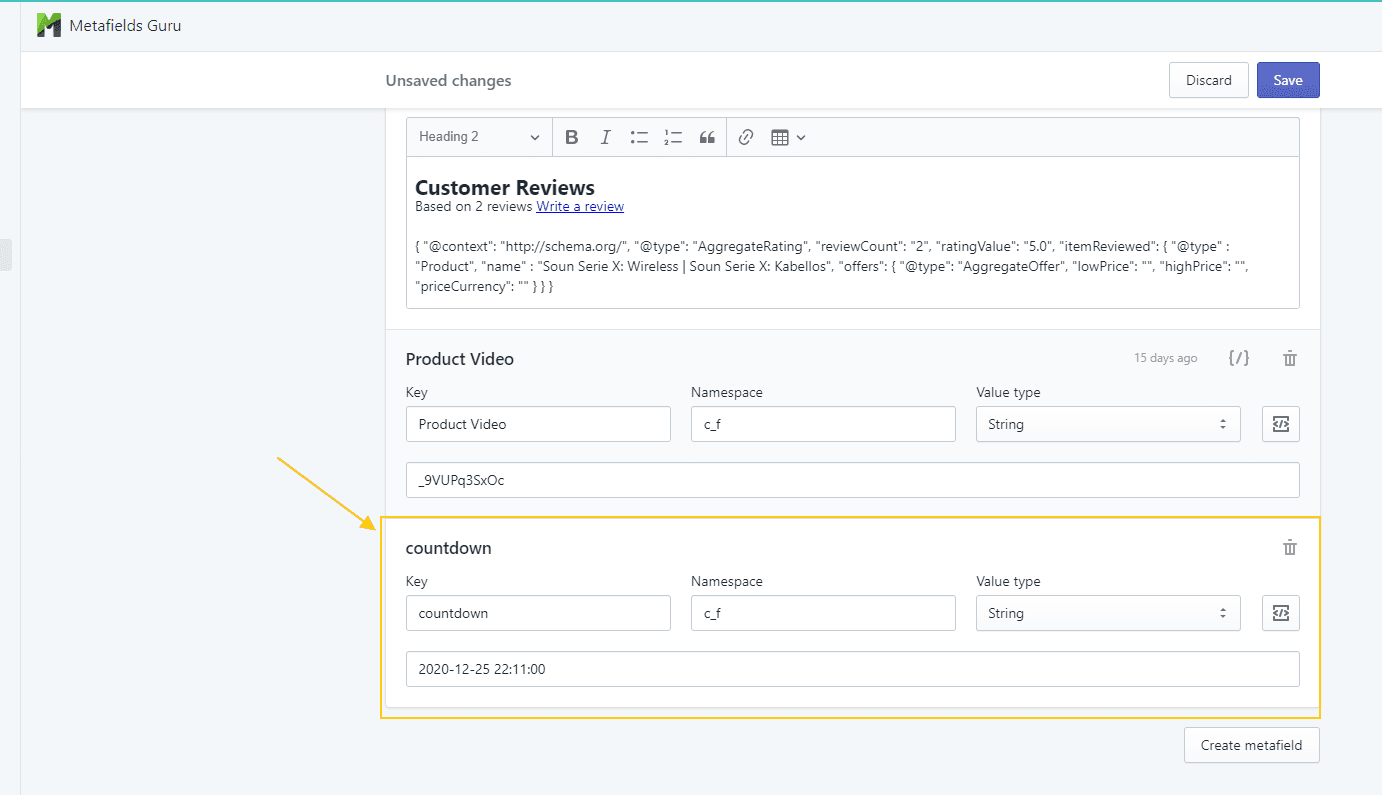 Metafields Guru
Unsaved changes
Discard
Save
Heading 2
Customer Reviews
Based on 2 reviews Write a review
{ "@context": "http://schema.org/", "@type": "AggregateRating", "reviewCount": "2", "ratingValue": "5.0", "itemReviewed": { "@type" :
"Product", "name" : "Soun Serie X: Wireless | Soun Serie X: Kabellos", "offers": { "@type": "AggregateOffer", "lowPrice": "", "highPrice": "",
"priceCurrency": "" } } }
Product Video
15 days ago
Key
Namespace
Value type
Product Video
c_f
String
_9VUPq3SxOc
countdown
Key
Namespace
Value type
countdown
c_f
String
2020-12-25 22:11:00
Create metafield